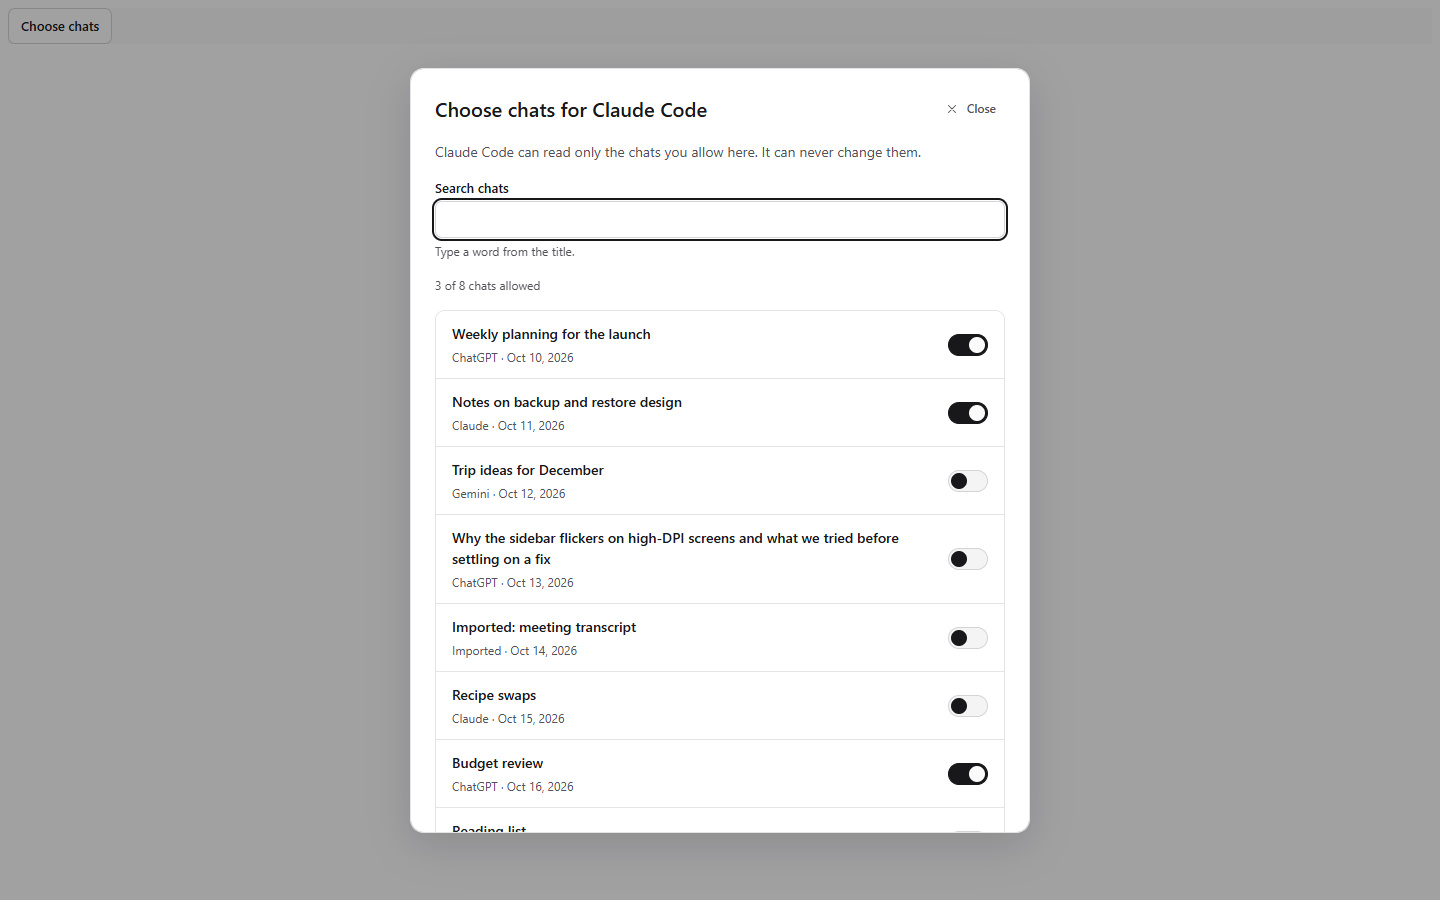 Choose chats
Choose chats for Claude Code
Close
Claude Code can read only the chats you allow here. It can never change them.
Search chats
Type a word from the title.
3 of 8 chats allowed
Weekly planning for the launch
ChatGPT · Oct 10, 2026
Notes on backup and restore design
Claude · Oct 11, 2026
Trip ideas for December
Gemini · Oct 12, 2026
Why the sidebar flickers on high-DPI screens and what we tried before
settling on a fix
ChatGPT · Oct 13, 2026
Imported: meeting transcript
Imported · Oct 14, 2026
Recipe swaps
Claude · Oct 15, 2026
Budget review
ChatGPT · Oct 16, 2026
Reading list